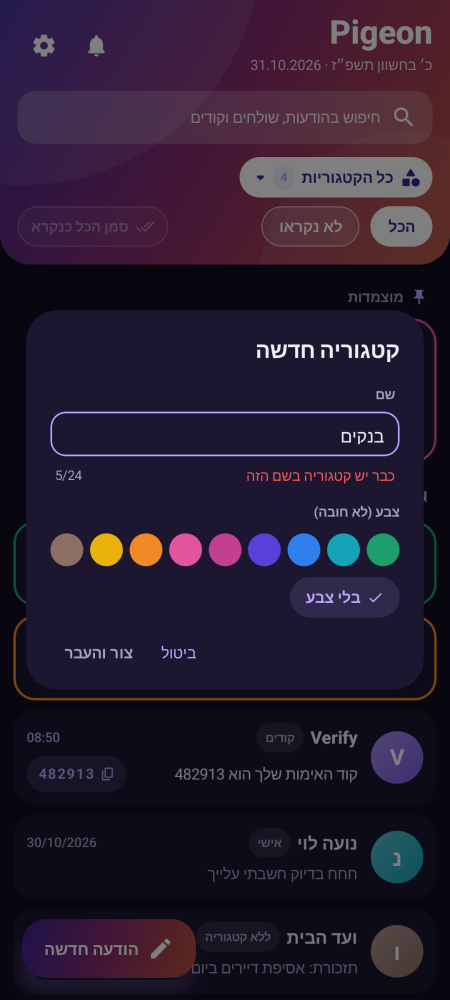 Pigeon
כ׳ בחשוון תשפ״ז · 31.10.2026
חיפוש בהודעות, שולחים וקודים
כל הקטגוריות 4
הכל
לא נקראו
סמן הכל כנקרא
מוצמדות
קטגוריה חדשה
שם
בנקים
כבר יש קטגוריה בשם הזה
5/24
צבע (לא חובה)
בלי צבע
ביטול
צור והעבר
Verify
קודים
08:50
קוד האימות שלך הוא 482913
482913
נועה לוי
אישי
30/10/2026
חחח בדיוק חשבתי עלייך
ועד הבית
ללא קטגוריה
תזכורת: אסיפת דיירים ביום
הודעה חדשה
V
נ
ו